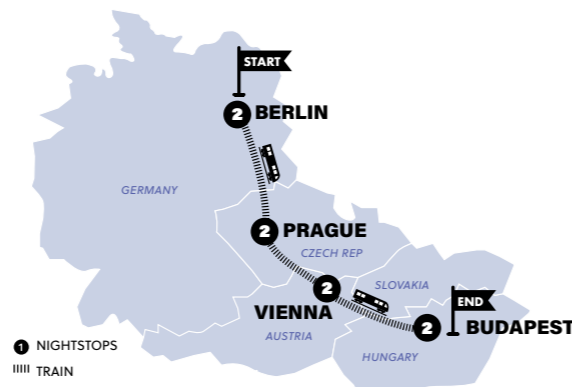 START
2 BERLIN
GERMANY
2 PRAGUE
CZECH REP
SLOVAKIA
2
VIENNA
END
2 BUDAPEST
AUSTRIA
HUNGARY
1 NIGHTSTOPS
TRAIN